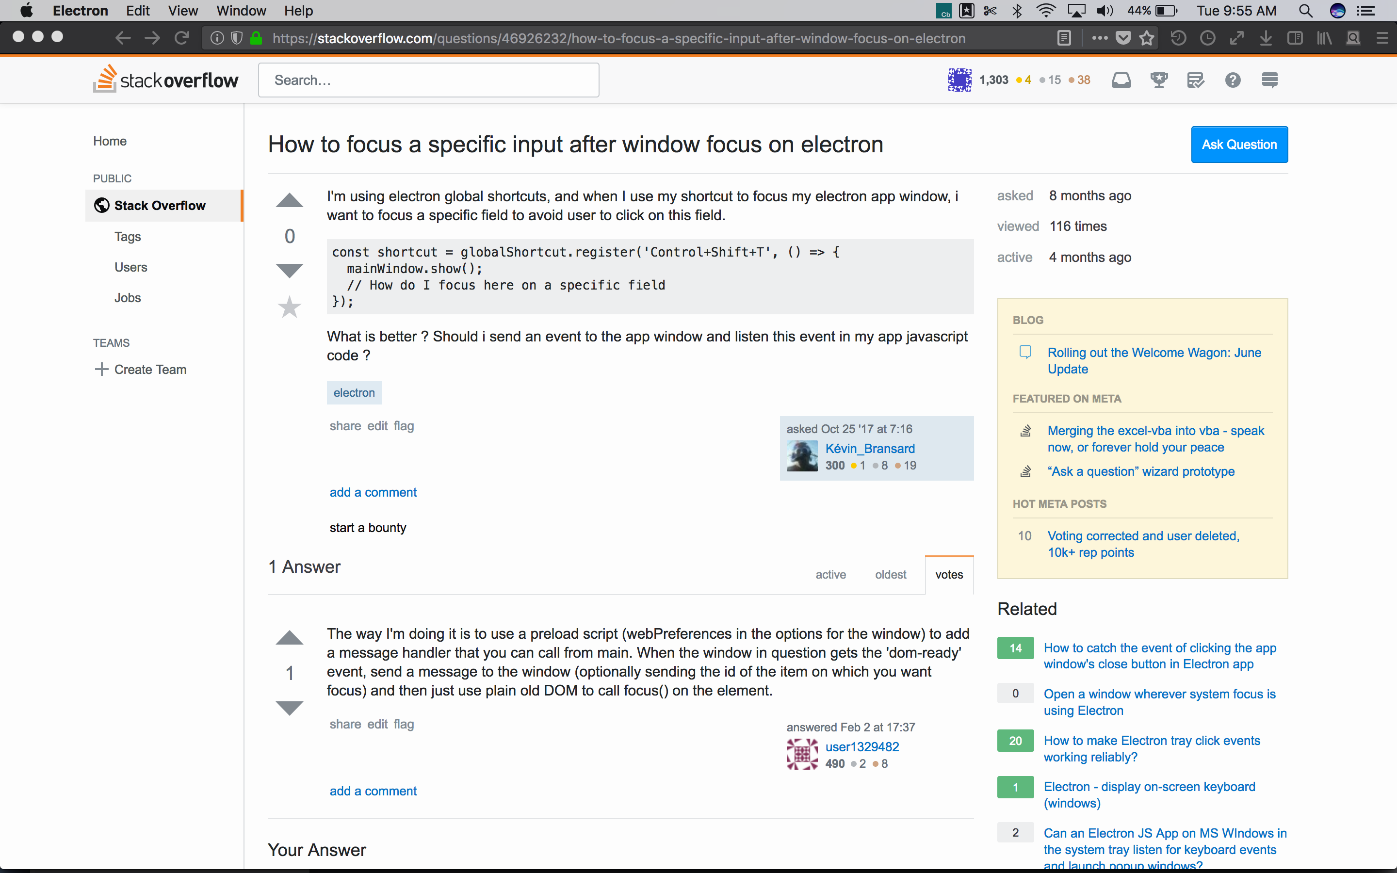 Electron Edit View Window Help
44% Tue 9:55 AM
https://stackoverflow.com/questions/46926232/how-to-focus-a-specific-input-after-window-focus-on-electron
stackoverflow
Search...
1,303 4 15 38
Home
PUBLIC
Stack Overflow
Tags
Users
Jobs
TEAMS
Create Team
How to focus a specific input after window focus on electron
Ask Question
0
I'm using electron global shortcuts, and when I use my shortcut to focus my electron app window, i
want to focus a specific field to avoid user to click on this field.
const shortcut = globalShortcut.register('Control+Shift+T', () => {
mainWindow.show();
// How do I focus here on a specific field
});
What is better ? Should i send an event to the app window and listen this event in my app javascript
code ?
electron
share edit flag
asked Oct 25 '17 at 7:16
Kévin_Bransard
300 1 8 19
add a comment
start a bounty
1 Answer
active oldest votes
1
The way I'm doing it is to use a preload script (webPreferences in the options for the window) to add
a message handler that you can call from main. When the window in question gets the 'dom-ready'
event, send a message to the window (optionally sending the id of the item on which you want
focus) and then just use plain old DOM to call focus() on the element.
share edit flag
answered Feb 2 at 17:37
user1329482
490 2 8
add a comment
Your Answer
asked 8 months ago
viewed 116 times
active 4 months ago
BLOG
Rolling out the Welcome Wagon: June
Update
FEATURED ON META
Merging the excel-vba into vba - speak
now, or forever hold your peace
“Ask a question” wizard prototype
HOT META POSTS
10 Voting corrected and user deleted,
10k+ rep points
Related
14 How to catch the event of clicking the app
window's close button in Electron app
0 Open a window wherever system focus is
using Electron
20 How to make Electron tray click events
working reliably?
1 Electron - display on-screen keyboard
(windows)
2 Can an Electron JS App on MS WIndows in
the system tray listen for keyboard events
and launch popup windows?